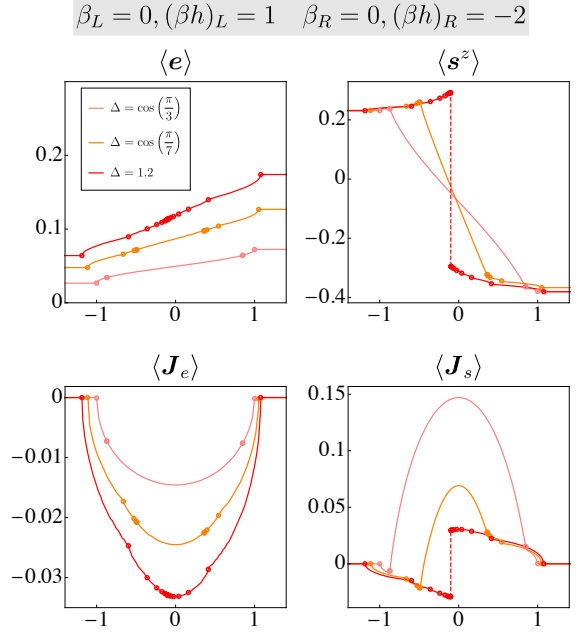 β_L = 0, (βh)_L = 1   β_R = 0, (βh)_R = −2
⟨e⟩
Δ = cos(π/3)
Δ = cos(π/7)
Δ = 1.2
0.2
0.1
0
−1 0 1
⟨s^z⟩
0.2
0
−0.2
−0.4
−1 0 1
⟨J_e⟩
0
−0.01
−0.02
−0.03
−1 0 1
⟨J_s⟩
0.15
0.1
0.05
0
−1 0 1